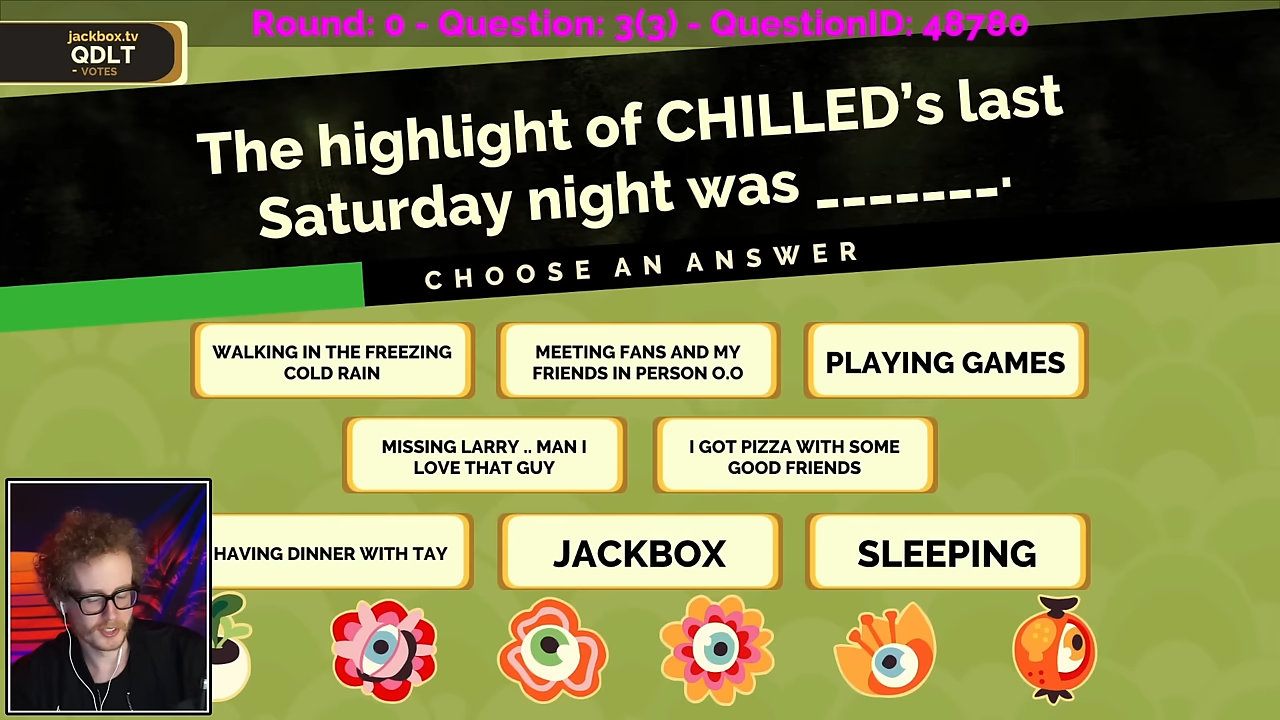 Round: 0 - Question: 3(3) - QuestionID: 48780
jackbox.tv
QDLT
- VOTES
The highlight of CHILLED’s last
Saturday night was _______.
CHOOSE AN ANSWER
WALKING IN THE FREEZING
COLD RAIN
MEETING FANS AND MY
FRIENDS IN PERSON O.O
PLAYING GAMES
MISSING LARRY .. MAN I
LOVE THAT GUY
I GOT PIZZA WITH SOME
GOOD FRIENDS
HAVING DINNER WITH TAY
JACKBOX
SLEEPING